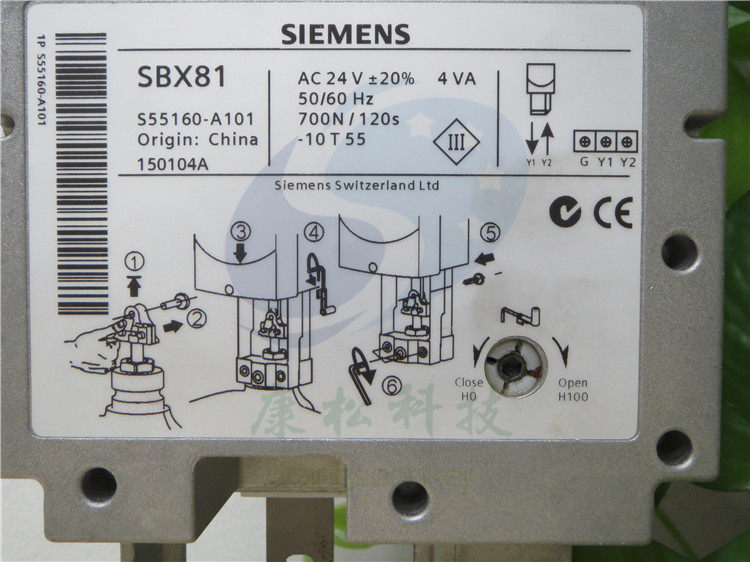 1P S55160-A101
SIEMENS
SBX81
S55160-A101
Origin: China
150104A
AC 24 V ±20% 4 VA
50/60 Hz
700N / 120s
-10 T 55
III
Y1 Y2
G Y1 Y2
Siemens Switzerland Ltd
CE
①
②
③
④
⑤
⑥
Close
H0
Open
H100
康松科技